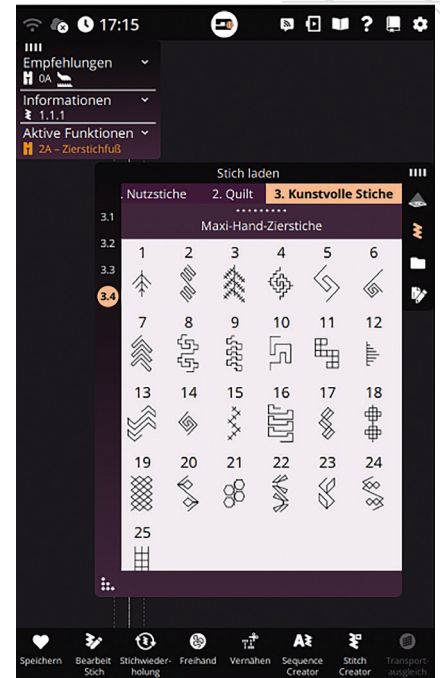 17:15
Empfehlungen
0A
Informationen
1.1.1
Aktive Funktionen
2A – Zierstichfuß
Stich laden
. Nutzstiche 2. Quilt 3. Kunstvolle Stiche
Maxi-Hand-Zierstiche
3.1
3.2
3.3
3.4
1 2 3 4 5 6
7 8 9 10 11 12
13 14 15 16 17 18
19 20 21 22 23 24
25
Speichern
Bearbeit
Stich
Stichwieder-
holung
Freihand
Vernähen
Sequence
Creator
Stitch
Creator
Transport-
ausgleich